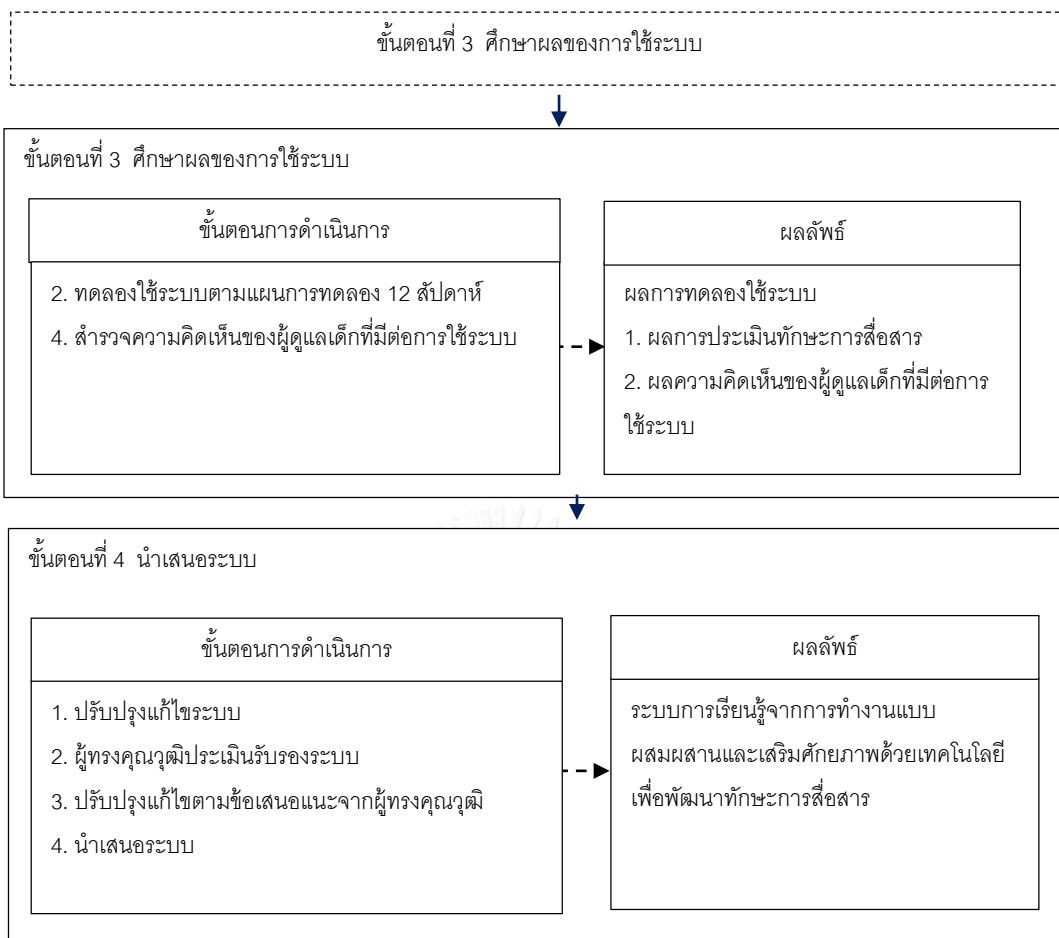 ขั้นตอนที่ 3 ศึกษาผลของการใช้ระบบ
ขั้นตอนที่ 3 ศึกษาผลของการใช้ระบบ
ขั้นตอนการดำเนินการ
2. ทดลองใช้ระบบตามแผนการทดลอง 12 สัปดาห์
4. สำรวจความคิดเห็นของผู้ดูแลเด็กที่มีต่อการใช้ระบบ
ผลลัพธ์
ผลการทดลองใช้ระบบ
1. ผลการประเมินทักษะการสื่อสาร
2. ผลความคิดเห็นของผู้ดูแลเด็กที่มีต่อการ
ใช้ระบบ
ขั้นตอนที่ 4 นำเสนอระบบ
ขั้นตอนการดำเนินการ
1. ปรับปรุงแก้ไขระบบ
2. ผู้ทรงคุณวุฒิประเมินรับรองระบบ
3. ปรับปรุงแก้ไขตามข้อเสนอแนะจากผู้ทรงคุณวุฒิ
4. นำเสนอระบบ
ผลลัพธ์
ระบบการเรียนรู้จากการทำงานแบบ
ผสมผสานและเสริมศักยภาพด้วยเทคโนโลยี
เพื่อพัฒนาทักษะการสื่อสาร